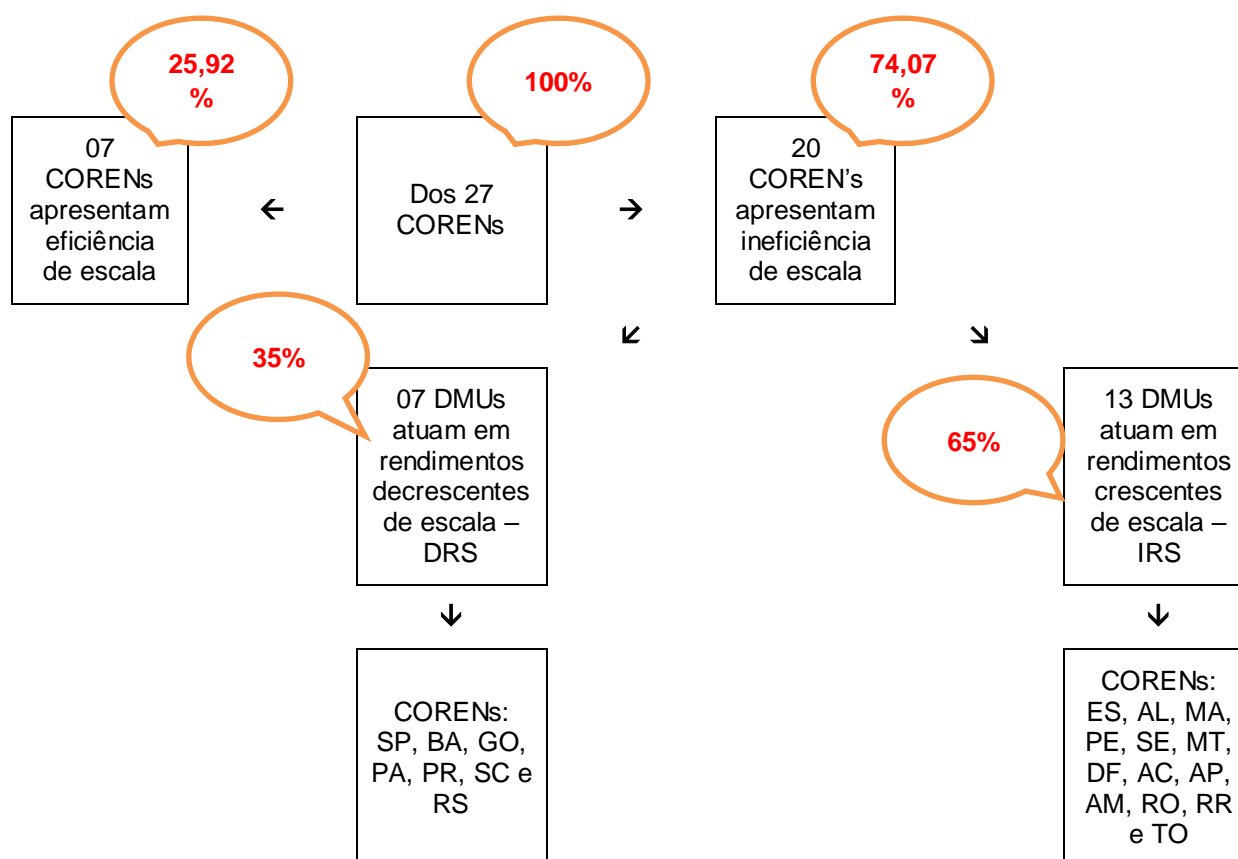 25,92
%
100%
74,07
%
07
CORENs
apresentam
eficiência
de escala
Dos 27
CORENs
20
COREN’s
apresentam
ineficiência
de escala
35%
07 DMUs
atuam em
rendimentos
decrescentes
de escala –
DRS
65%
13 DMUs
atuam em
rendimentos
crescentes
de escala –
IRS
CORENs:
SP, BA, GO,
PA, PR, SC e
RS
CORENs:
ES, AL, MA,
PE, SE, MT,
DF, AC, AP,
AM, RO, RR
e TO